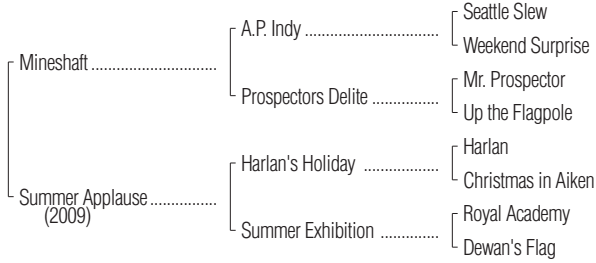 Seattle Slew
A.P. Indy ........................
Weekend Surprise
Mineshaft ..............................
Mr. Prospector
Prospectors Delite ................
Up the Flagpole
Harlan
Harlan's Holiday ..................
Christmas in Aiken
Summer Applause ................
(2009)
Royal Academy
Summer Exhibition ..............
Dewan's Flag